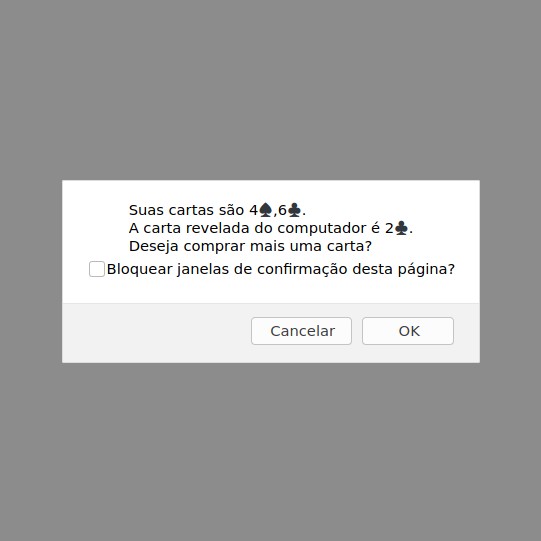 Suas cartas são 4♠,6♣.
A carta revelada do computador é 2♣.
Deseja comprar mais uma carta?
Bloquear janelas de confirmação desta página?
Cancelar
OK